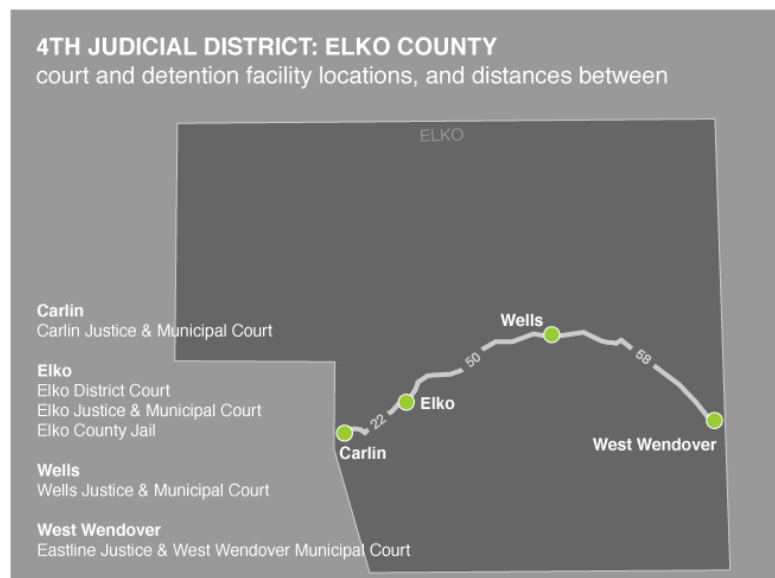 4TH JUDICIAL DISTRICT: ELKO COUNTY
court and detention facility locations, and distances between
ELKO
Carlin
Carlin Justice & Municipal Court
Elko
Elko District Court
Elko Justice & Municipal Court
Elko County Jail
Wells
Wells Justice & Municipal Court
West Wendover
Eastline Justice & West Wendover Municipal Court
Wells
50
58
Elko
22
Carlin
West Wendover